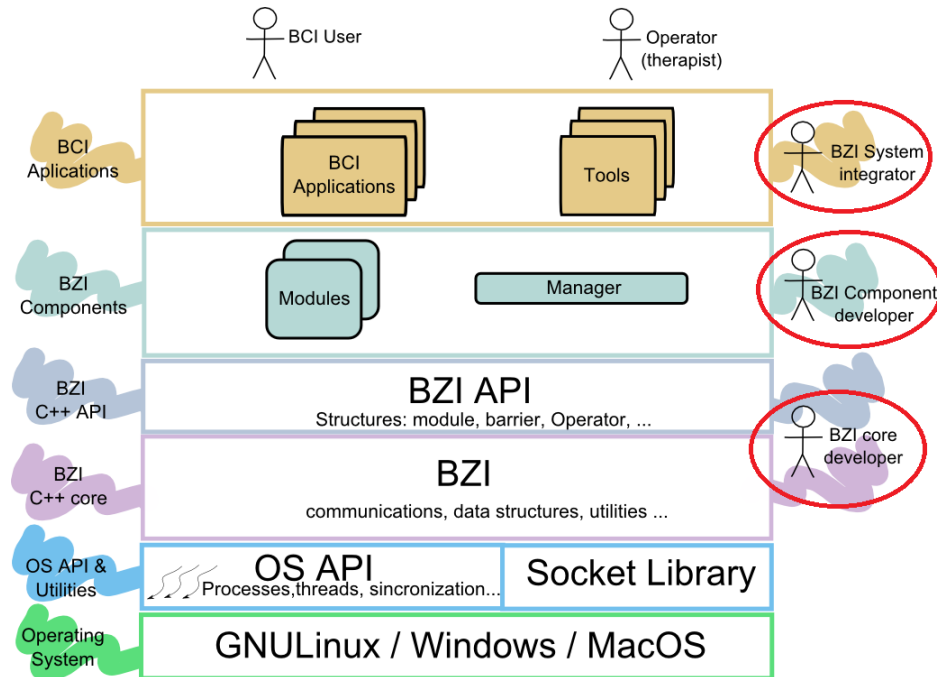 BCI User
Operator
(therapist)
BCI
Aplications
BCI
Applications
Tools
BZI System
integrator
BZI
Components
Modules
Manager
BZI Component
developer
BZI
C++ API
BZI API
Structures: module, barrier, Operator, ...
BZI core
developer
BZI
C++ core
BZI
communications, data structures, utilities ...
OS API &
Utilities
OS API
Processes,threads, sincronization...
Socket Library
Operating
System
GNULinux / Windows / MacOS